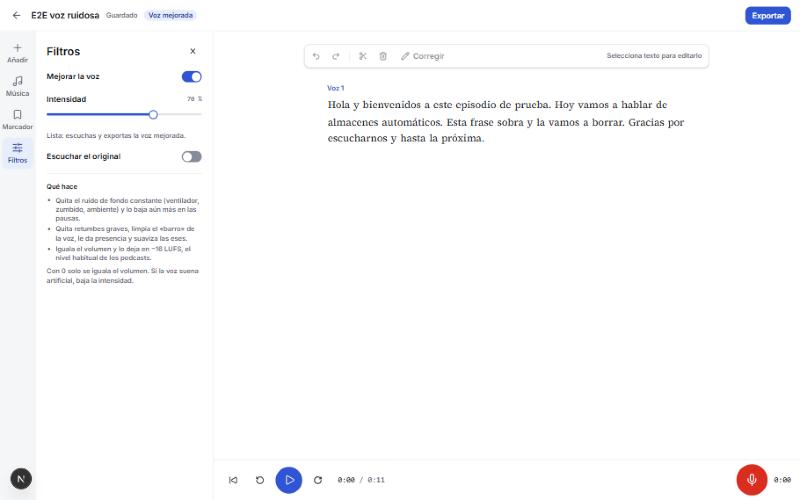 E2E voz ruidosa Guardado Voz mejorada Exportar
Añadir
Música
Marcador
Filtros
Filtros
Mejorar la voz
Intensidad 70 %
Lista: escuchas y exportas la voz mejorada.
Escuchar el original
Qué hace
• Quita el ruido de fondo constante (ventilador,
zumbido, ambiente) y lo baja aún más en las
pausas.
• Quita retumbes graves, limpia el «barro» de
la voz, le da presencia y suaviza las eses.
• Iguala el volumen y lo deja en −16 LUFS, el
nivel habitual de los podcasts.
Con 0 solo se iguala el volumen. Si la voz suena
artificial, baja la intensidad.
Corregir Selecciona texto para editarlo
Voz 1
Hola y bienvenidos a este episodio de prueba. Hoy vamos a hablar de
almacenes automáticos. Esta frase sobra y la vamos a borrar. Gracias por
escucharnos y hasta la próxima.
N
0:00 / 0:11
0:00